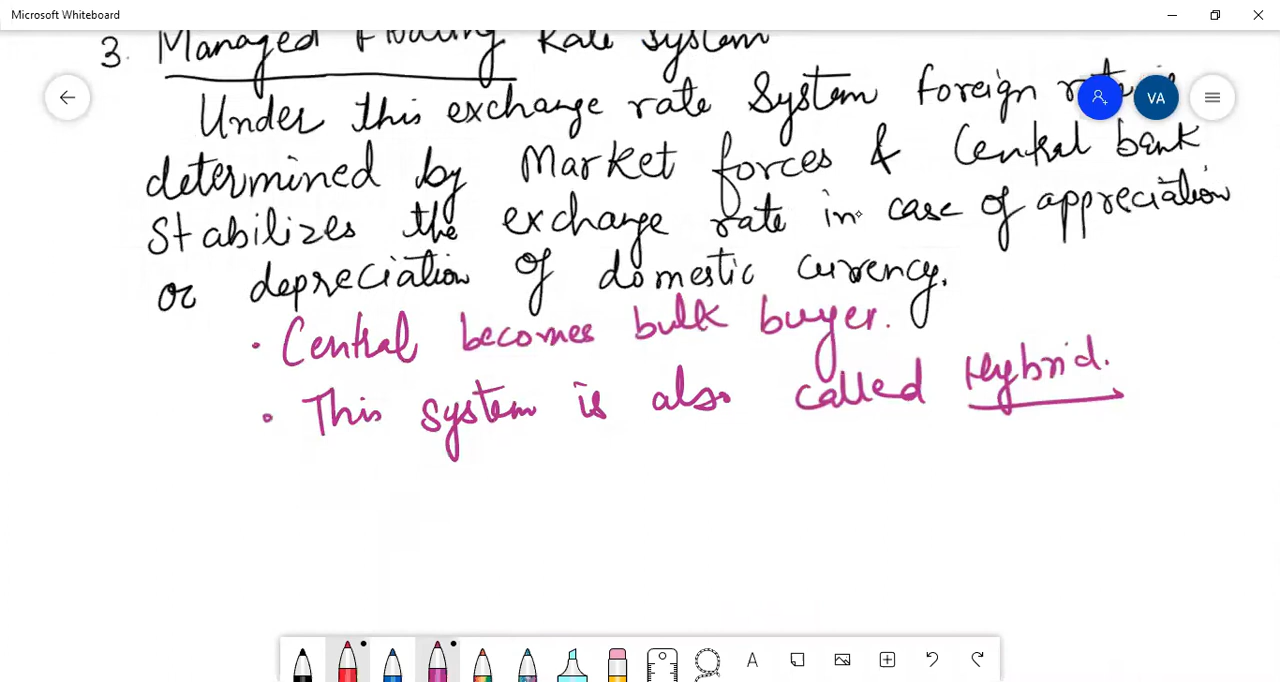 Microsoft Whiteboard
3. Managed Floating Rate System
Under this exchange rate System foreign rate is
VA
determined by Market forces & Central bank
Stabilizes the exchange rate in case of appreciation
or depreciation of domestic currency.
• Central becomes bulk buyer.
• This system is also called Hybrid.
A